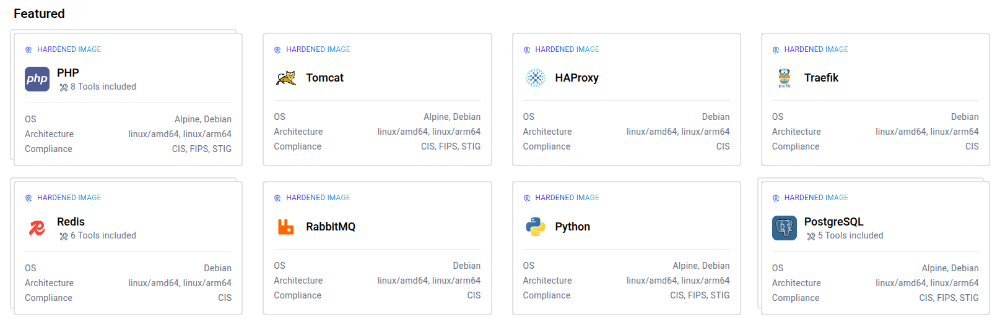 Featured
HARDENED IMAGE
php
PHP
8 Tools included
OS Alpine, Debian
Architecture linux/amd64, linux/arm64
Compliance CIS, FIPS, STIG
HARDENED IMAGE
Tomcat
OS Alpine, Debian
Architecture linux/amd64, linux/arm64
Compliance CIS, FIPS, STIG
HARDENED IMAGE
HAProxy
OS Debian
Architecture linux/amd64, linux/arm64
Compliance CIS
HARDENED IMAGE
træfik
Traefik
OS Debian
Architecture linux/amd64, linux/arm64
Compliance CIS
HARDENED IMAGE
Redis
6 Tools included
OS Debian
Architecture linux/amd64, linux/arm64
Compliance CIS
HARDENED IMAGE
RabbitMQ
OS Debian
Architecture linux/amd64, linux/arm64
Compliance CIS
HARDENED IMAGE
Python
OS Alpine, Debian
Architecture linux/amd64, linux/arm64
Compliance CIS, FIPS, STIG
HARDENED IMAGE
PostgreSQL
5 Tools included
OS Alpine, Debian
Architecture linux/amd64, linux/arm64
Compliance CIS, FIPS, STIG